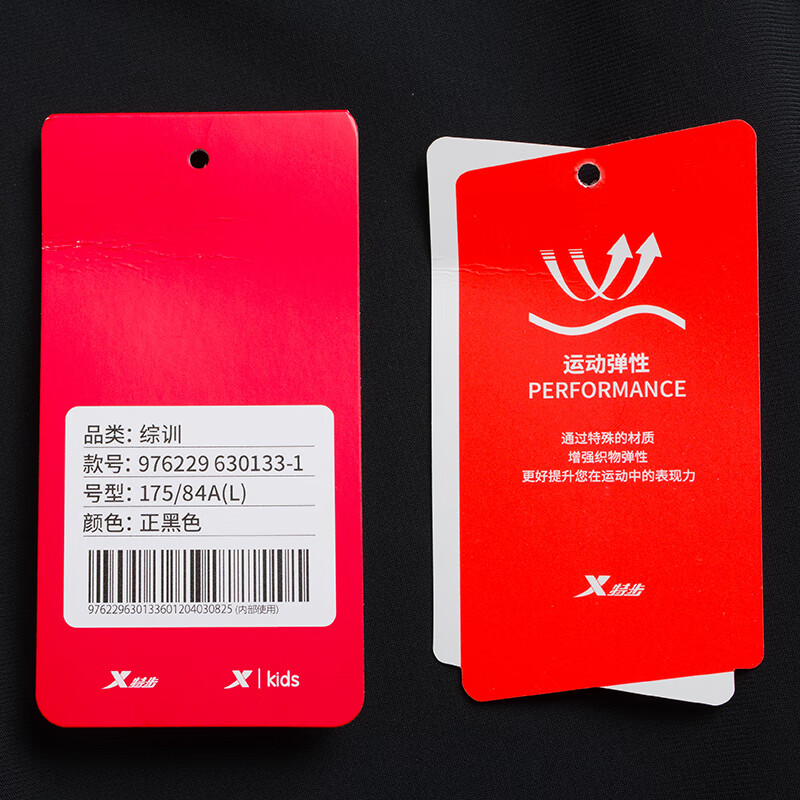 品类: 综训
款号: 976229 630133-1
号型: 175/84A(L)
颜色: 正黑色
976229630133601204030825 (内部使用)
X 特步
X | kids
运动弹性
PERFORMANCE
通过特殊的材质
增强织物弹性
更好提升您在运动中的表现力
X 特步